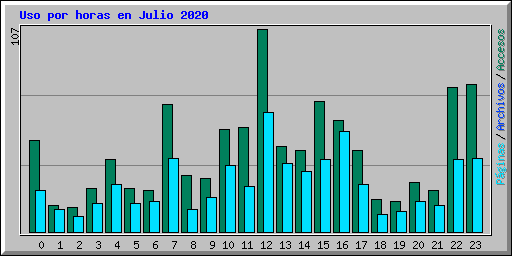 Uso por horas en Julio 2020
107
Páginas / Archivos / Accesos
0 1 2 3 4 5 6 7 8 9 10 11 12 13 14 15 16 17 18 19 20 21 22 23